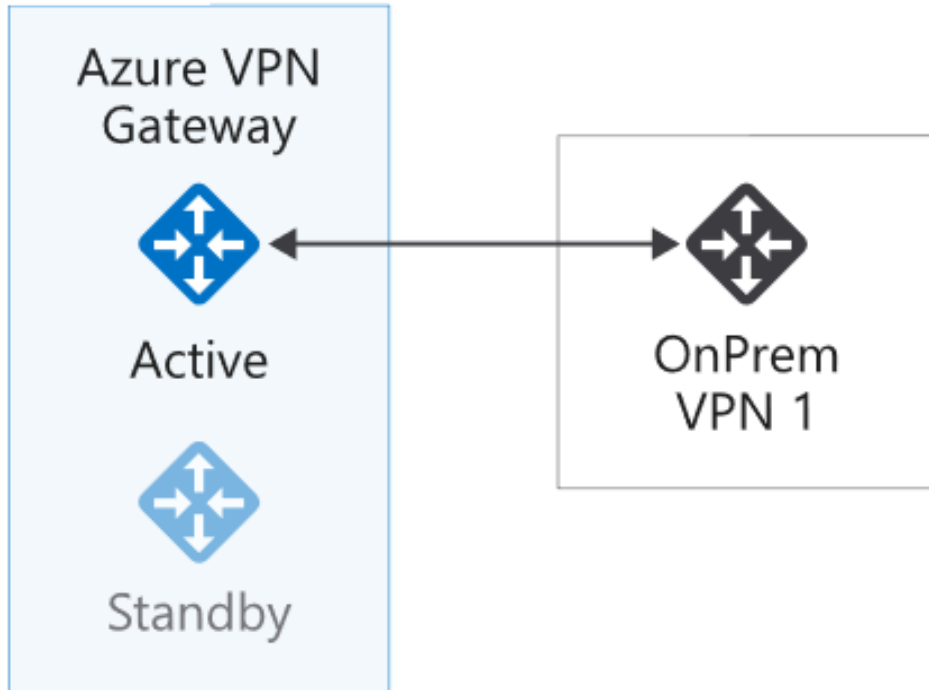 Azure VPN
Gateway
Active
OnPrem
VPN 1
Standby